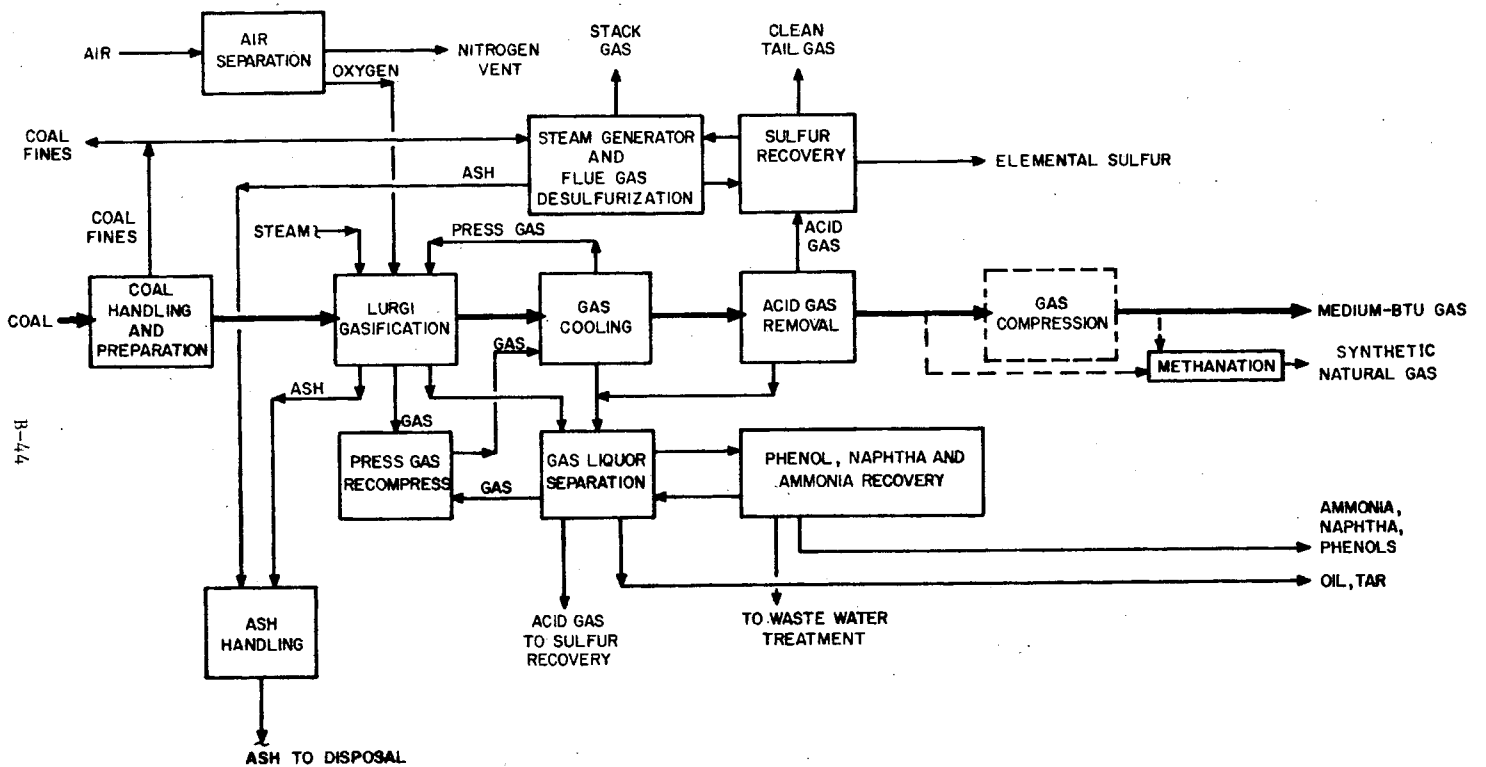 AIR
AIR
SEPARATION
NITROGEN
VENT
OXYGEN
STACK
GAS
CLEAN
TAIL GAS
COAL
FINES
STEAM GENERATOR
AND
FLUE GAS
DESULFURIZATION
SULFUR
RECOVERY
ELEMENTAL SULFUR
ASH
COAL
FINES
STEAM
PRESS GAS
ACID
GAS
COAL
COAL
HANDLING
AND
PREPARATION
LURGI
GASIFICATION
GAS
COOLING
ACID GAS
REMOVAL
GAS
COMPRESSION
MEDIUM-BTU GAS
METHANATION
SYNTHETIC
NATURAL GAS
GAS
ASH
GAS
B-44
PRESS GAS
RECOMPRESS
GAS
GAS LIQUOR
SEPARATION
PHENOL, NAPHTHA AND
AMMONIA RECOVERY
AMMONIA,
NAPHTHA,
PHENOLS
OIL, TAR
ASH
HANDLING
ACID GAS
TO SULFUR
RECOVERY
TO WASTE WATER
TREATMENT
ASH TO DISPOSAL